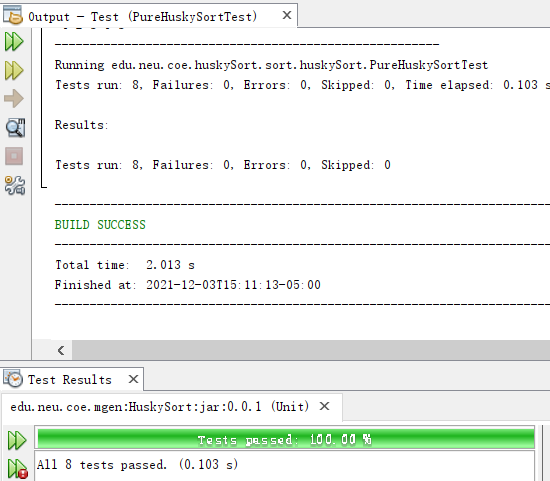 Output - Test (PureHuskySortTest)
-------------------------------------------------------
Running edu.neu.coe.huskySort.sort.huskySort.PureHuskySortTest
Tests run: 8, Failures: 0, Errors: 0, Skipped: 0, Time elapsed: 0.103 s
Results:
Tests run: 8, Failures: 0, Errors: 0, Skipped: 0
------------------------------------------------------------------------
BUILD SUCCESS
------------------------------------------------------------------------
Total time:  2.013 s
Finished at: 2021-12-03T15:11:13-05:00
------------------------------------------------------------------------
Test Results
edu.neu.coe.mgen:HuskySort:jar:0.0.1 (Unit)
Tests passed: 100.00 %
All 8 tests passed. (0.103 s)